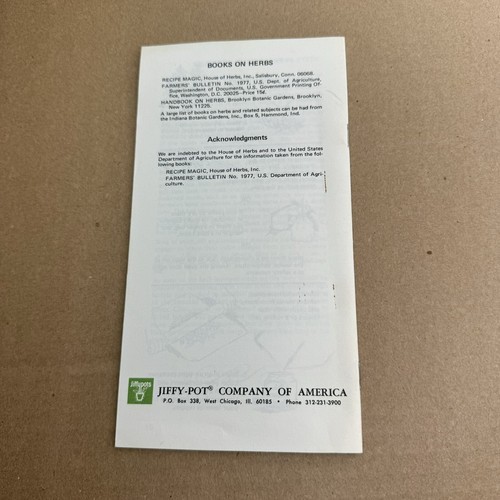 BOOKS ON HERBS
RECIPE MAGIC, House of Herbs, Inc., Salisbury, Conn. 06068.
FARMERS' BULLETIN No. 1977, U.S. Dept. of Agriculture,
Superintendent of Documents, U.S. Government Printing Of-
fice, Washington, D.C. 20025–Price 15¢.
HANDBOOK ON HERBS, Brooklyn Botanic Gardens, Brooklyn,
New York 11225.
A large list of books on herbs and related subjects can be had from
the Indiana Botanic Gardens, Inc., Box 5, Hammond, Ind.
Acknowledgments
We are indebted to the House of Herbs and to the United States
Department of Agriculture for the information taken from the fol-
lowing books:
RECIPE MAGIC, House of Herbs, Inc.
FARMERS' BULLETIN No. 1977, U.S. Department of Agri-
culture.
Jiffypots
JIFFY-POT® COMPANY OF AMERICA
P.O. Box 338, West Chicago, Ill. 60185 • Phone 312-231-3900